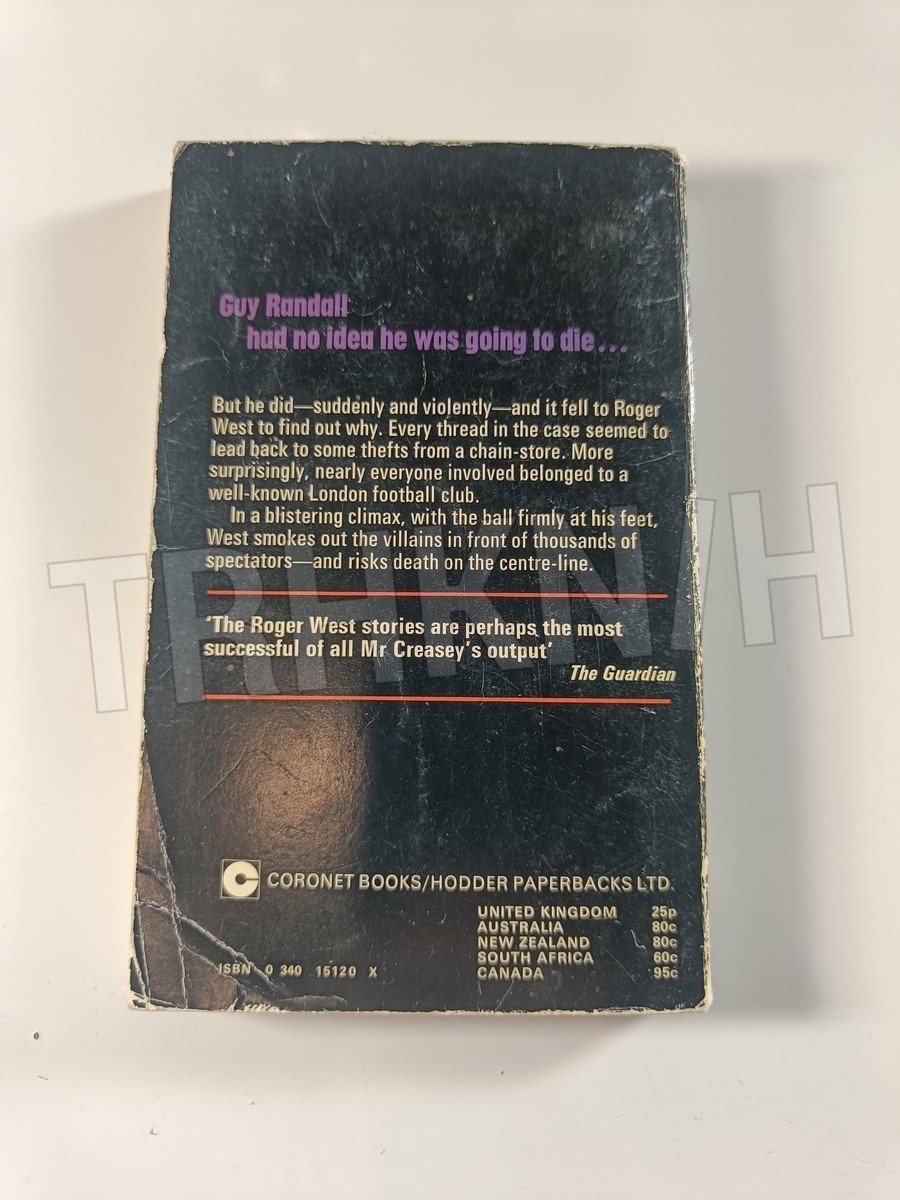 Guy Randall
had no idea he was going to die...
But he did—suddenly and violently—and it fell to Roger
West to find out why. Every thread in the case seemed to
lead back to some thefts from a chain-store. More
surprisingly, nearly everyone involved belonged to a
well-known London football club.
In a blistering climax, with the ball firmly at his feet,
West smokes out the villains in front of thousands of
spectators—and risks death on the centre-line.
'The Roger West stories are perhaps the most
successful of all Mr Creasey's output'
The Guardian
CORONET BOOKS/HODDER PAPERBACKS LTD.
UNITED KINGDOM 25p
AUSTRALIA 80c
NEW ZEALAND 80c
SOUTH AFRICA 60c
CANADA 95c
ISBN 0 340 15120 X